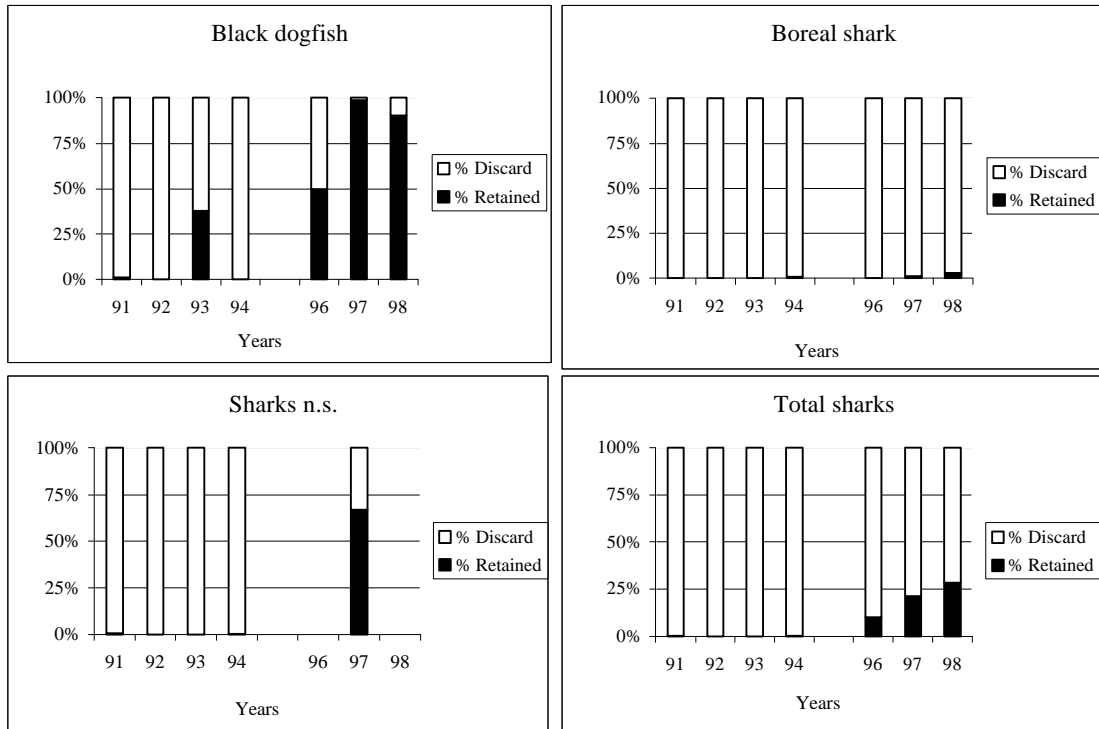 Black dogfish
100%
75%
50%
25%
0%
91 92 93 94 96 97 98
Years
% Discard
% Retained
Boreal shark
100%
75%
50%
25%
0%
91 92 93 94 96 97 98
Years
% Discard
% Retained
Sharks n.s.
100%
75%
50%
25%
0%
91 92 93 94 96 97 98
Years
% Discard
% Retained
Total sharks
100%
75%
50%
25%
0%
91 92 93 94 96 97 98
Years
% Discard
% Retained